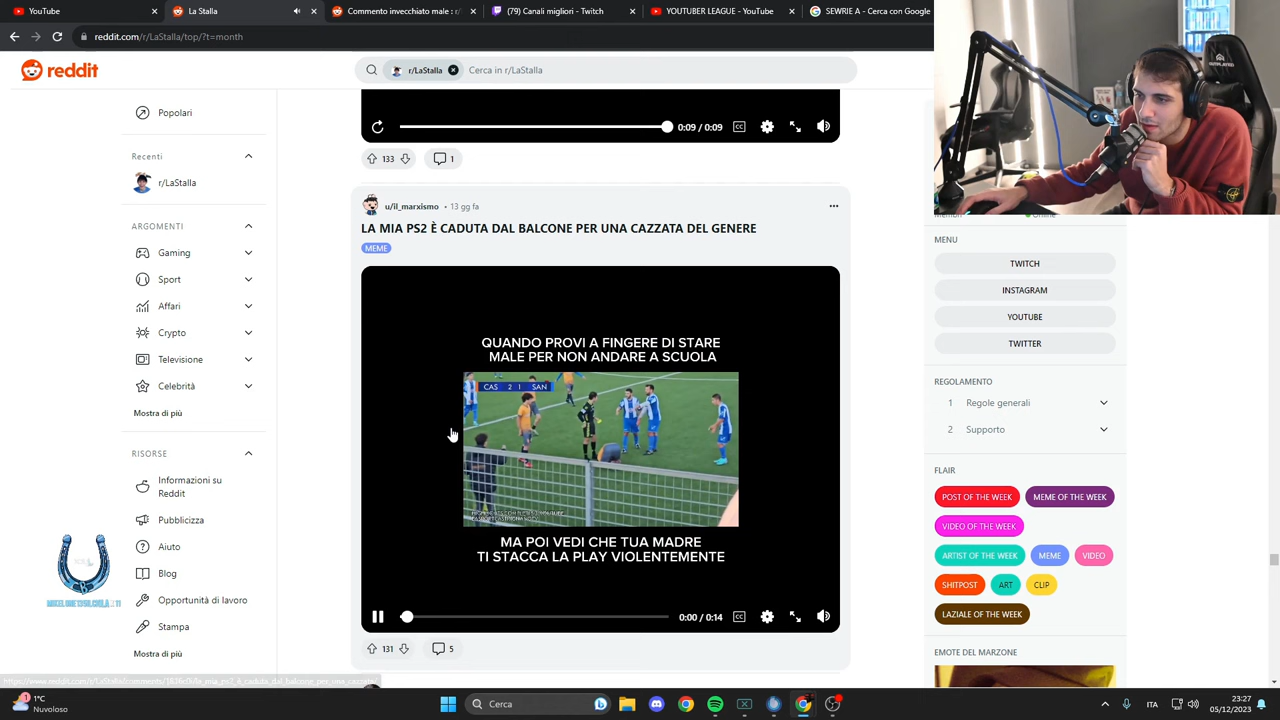 YouTube
La Stalla
Commento invecchiato male : r
(79) Canali migliori - Twitch
YOUTUBER LEAGUE - YouTube
SEWRIE A - Cerca con Google
reddit.com/r/LaStalla/top/?t=month
reddit
r/LaStalla
Cerca in r/LaStalla
Popolari
Recenti
r/LaStalla
ARGOMENTI
Gaming
Sport
Affari
Crypto
Televisione
Celebrità
Mostra di più
RISORSE
Informazioni su
Reddit
Pubblicizza
Aiuto
Blog
Opportunità di lavoro
Stampa
Mostra di più
0:09 / 0:09
CC
133
1
u/il_marxismo • 13 gg fa
LA MIA PS2 È CADUTA DAL BALCONE PER UNA CAZZATA DEL GENERE
MEME
QUANDO PROVI A FINGERE DI STARE
MALE PER NON ANDARE A SCUOLA
CAS 2 1 SAN
MA POI VEDI CHE TUA MADRE
TI STACCA LA PLAY VIOLENTEMENTE
0:00 / 0:14
CC
131
5
Membri
Online
MENU
TWITCH
INSTAGRAM
YOUTUBE
TWITTER
REGOLAMENTO
1 Regole generali
2 Supporto
FLAIR
POST OF THE WEEK
MEME OF THE WEEK
VIDEO OF THE WEEK
ARTIST OF THE WEEK
MEME
VIDEO
SHITPOST
ART
CLIP
LAZIALE OF THE WEEK
EMOTE DEL MARZONE
1°C
Nuvoloso
Cerca
ITA
23:27
05/12/2023